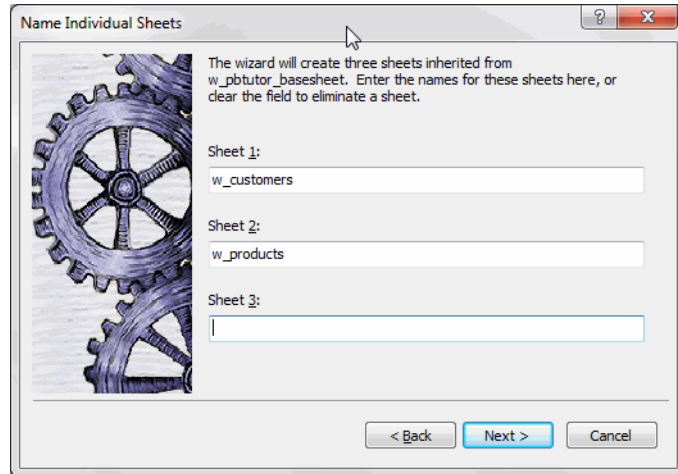 Name Individual Sheets
?
The wizard will create three sheets inherited from
w_pbtutor_basesheet. Enter the names for these sheets here, or
clear the field to eliminate a sheet.
Sheet 1:
w_customers
Sheet 2:
w_products
Sheet 3:
< Back Next > Cancel